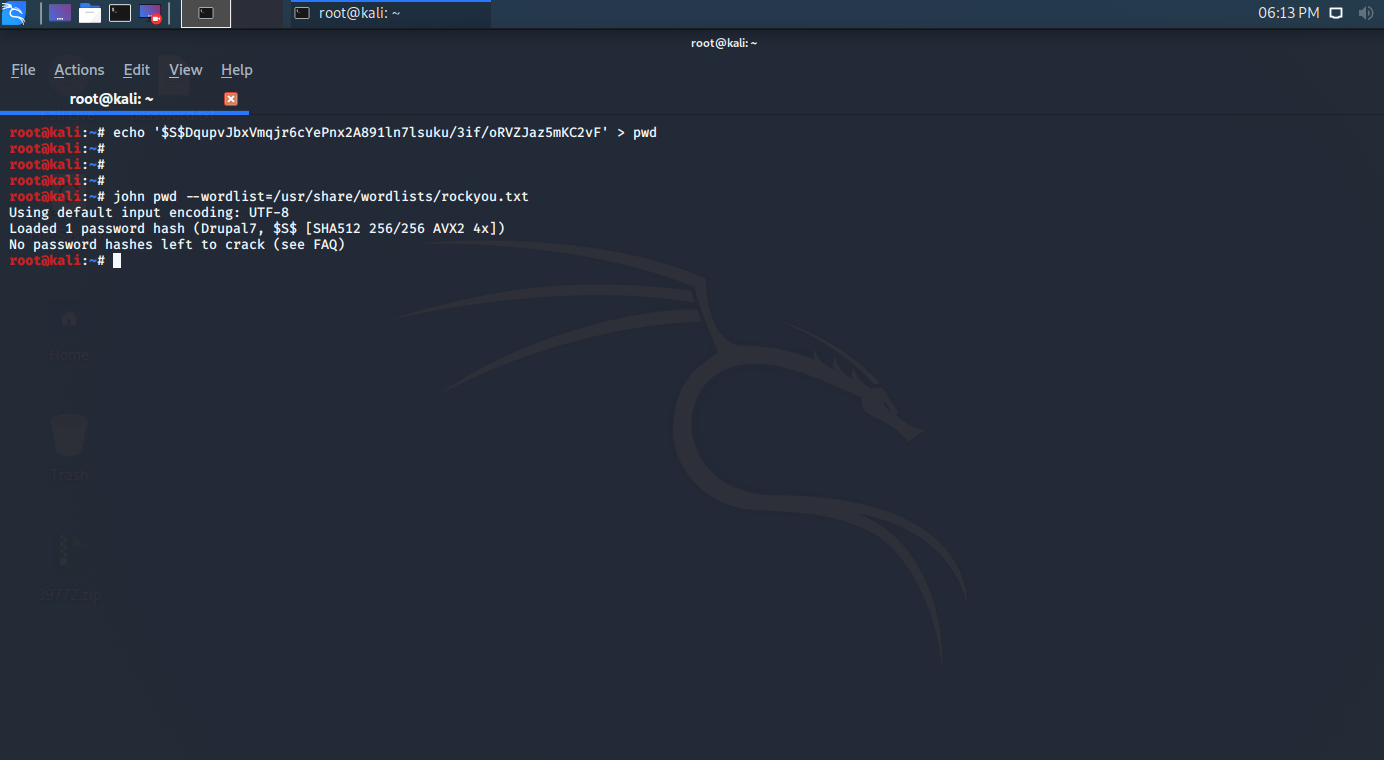 root@kali: ~
06:13 PM
root@kali: ~
File Actions Edit View Help
root@kali: ~
root@kali:~# echo '$S$DqupvJbxVmqjr6cYePnx2A891ln7lsuku/3if/oRVZJaz5mKC2vF' > pwd
root@kali:~#
root@kali:~#
root@kali:~#
root@kali:~# john pwd --wordlist=/usr/share/wordlists/rockyou.txt
Using default input encoding: UTF-8
Loaded 1 password hash (Drupal7, $S$ [SHA512 256/256 AVX2 4x])
No password hashes left to crack (see FAQ)
root@kali:~#
Home
Trash